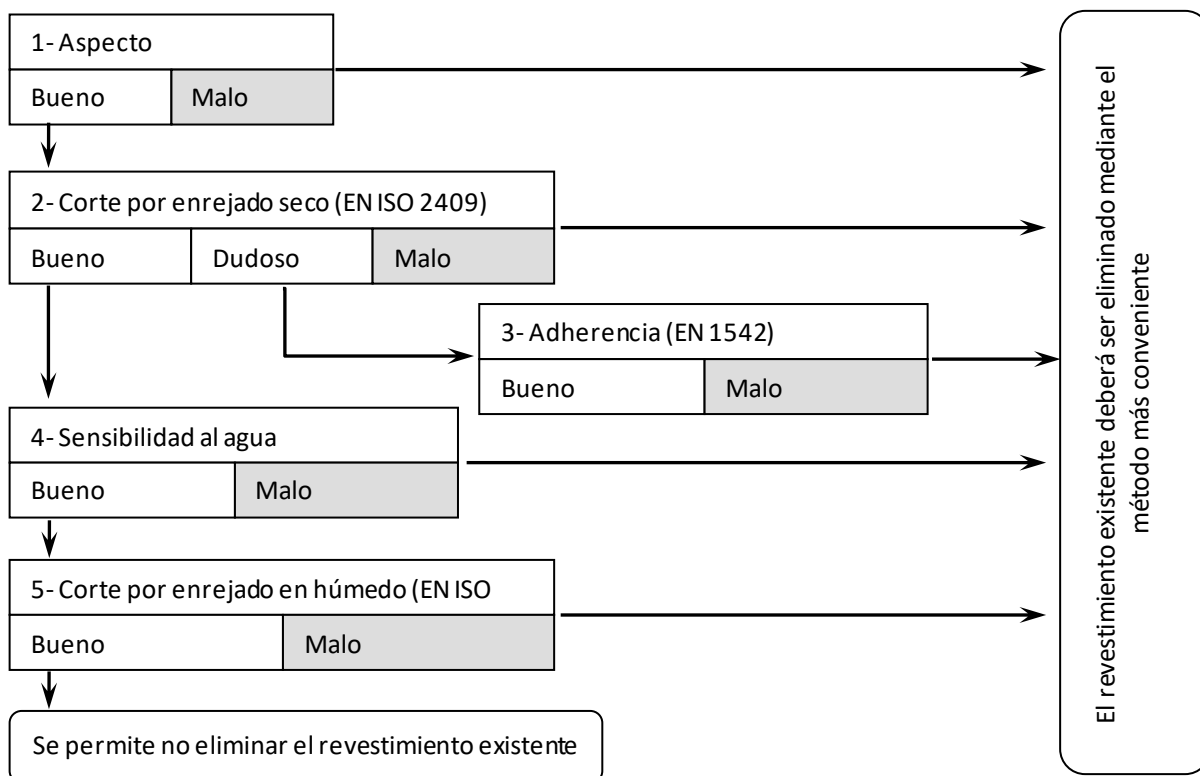 1- Aspecto
Bueno Malo
2- Corte por enrejado seco (EN ISO 2409)
Bueno Dudoso Malo
3- Adherencia (EN 1542)
Bueno Malo
4- Sensibilidad al agua
Bueno Malo
5- Corte por enrejado en húmedo (EN ISO
Bueno Malo
Se permite no eliminar el revestimiento existente
El revestimiento existente deberá ser eliminado mediante el
método más conveniente